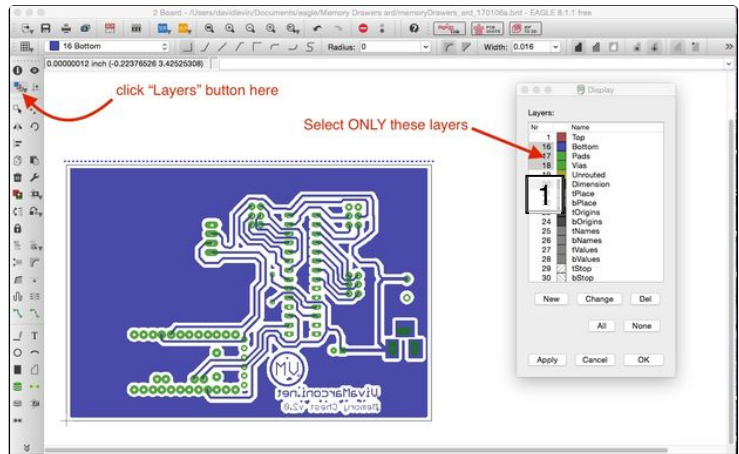 2 Board - /Users/davidlevin/Documents/eagle/Memory Drawers ard/memoryDrawers_ard_170106a.brd - EAGLE 8.1.1 free
16 Bottom
Radius: 0
Width: 0.016
0.00000012 inch (-0.22376526 3.42525308)
click "Layers" button here
Select ONLY these layers
Display
Layers:
Nr Name
1 Top
16 Bottom
17 Pads
18 Vias
Unrouted
Dimension
tPlace
bPlace
tOrigins
24 bOrigins
25 tNames
26 bNames
27 tValues
28 bValues
29 tStop
30 bStop
1
New Change Del
All None
Apply Cancel OK
VM
VivaMarconi.net
Memory Chest v2.0